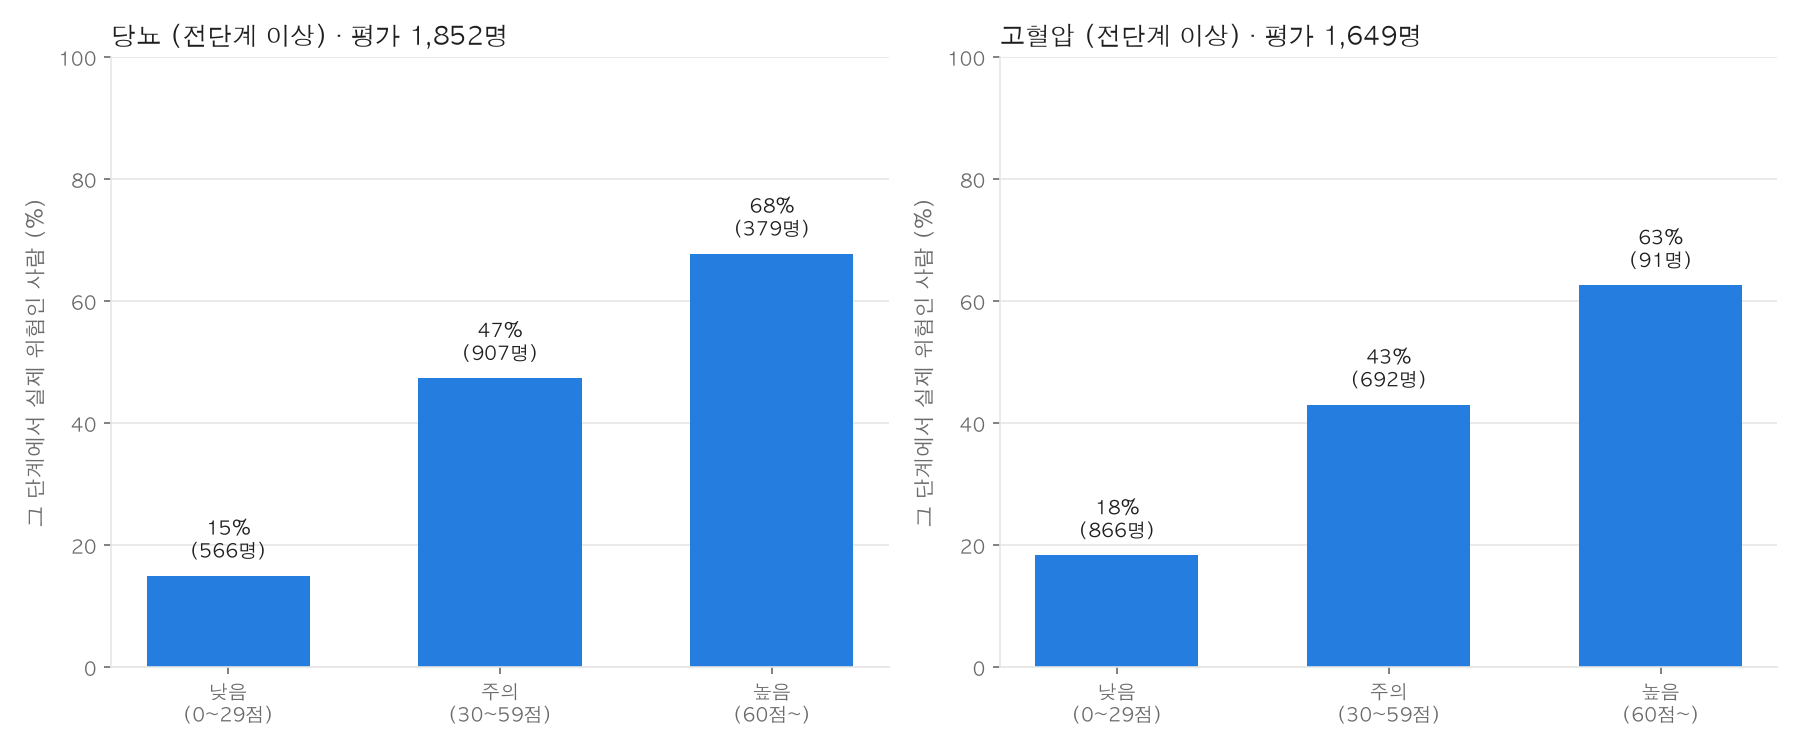 당뇨 (전단계 이상) · 평가 1,852명
그 단계에서 실제 위험인 사람 (%)
100
80
60
40
20
0
15%
(566명)
47%
(907명)
68%
(379명)
낮음
(0~29점)
주의
(30~59점)
높음
(60점~)
고혈압 (전단계 이상) · 평가 1,649명
그 단계에서 실제 위험인 사람 (%)
100
80
60
40
20
0
18%
(866명)
43%
(692명)
63%
(91명)
낮음
(0~29점)
주의
(30~59점)
높음
(60점~)